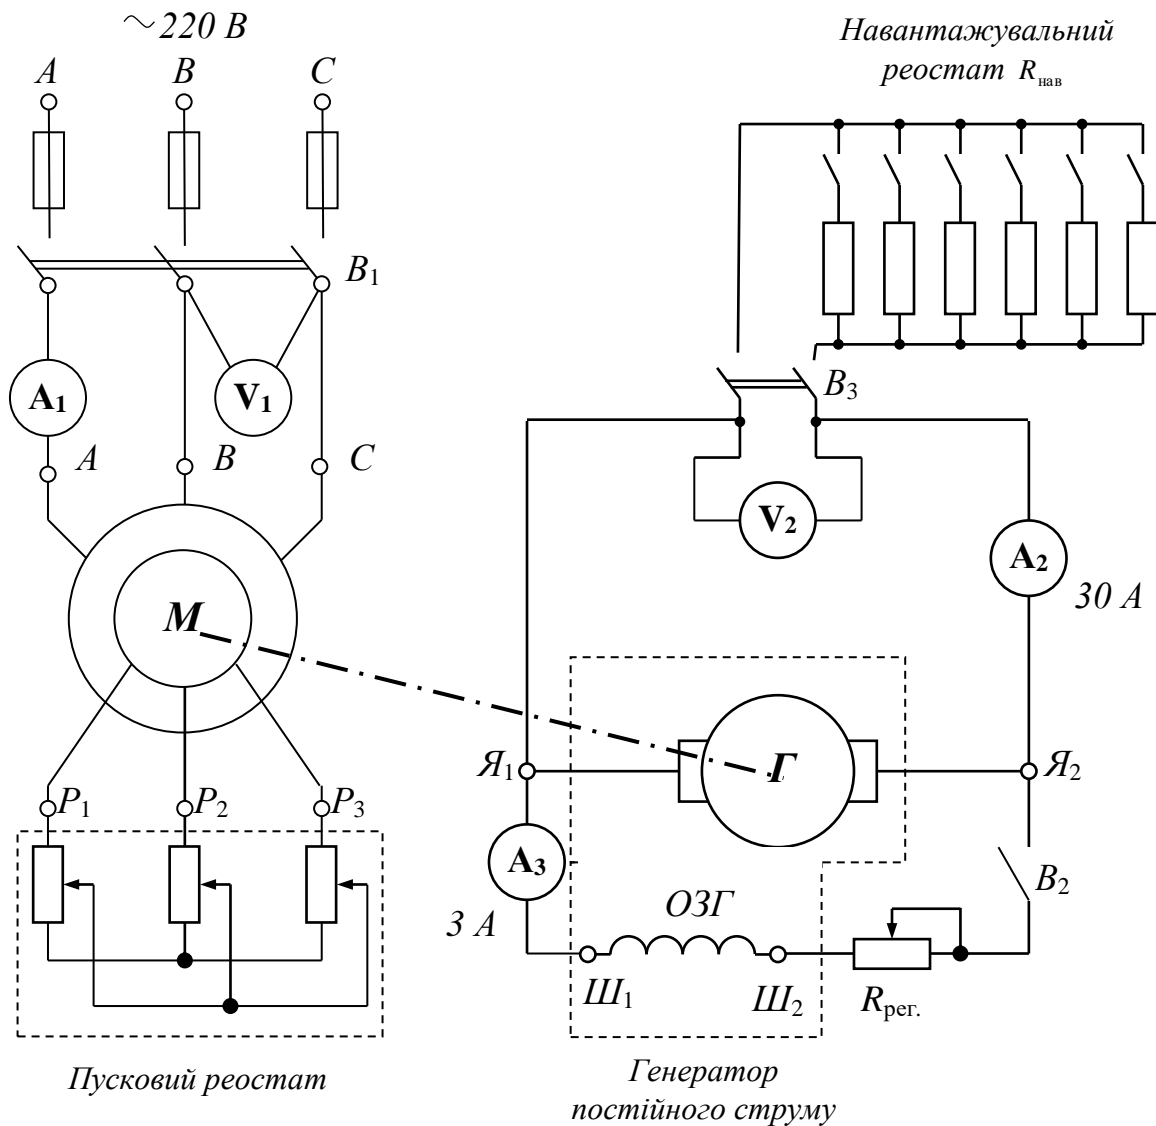 ~220 В
Навантажувальний
реостат Rнав
A B C
B₁
A₁ V₁
A B C
B₃
V₂
A₂
30 А
М
Г
Я₁ Я₂
P₁ P₂ P₃
A₃
B₂
3 А
ОЗГ
Ш₁ Ш₂ Rрег.
Пусковий реостат
Генератор
постійного струму